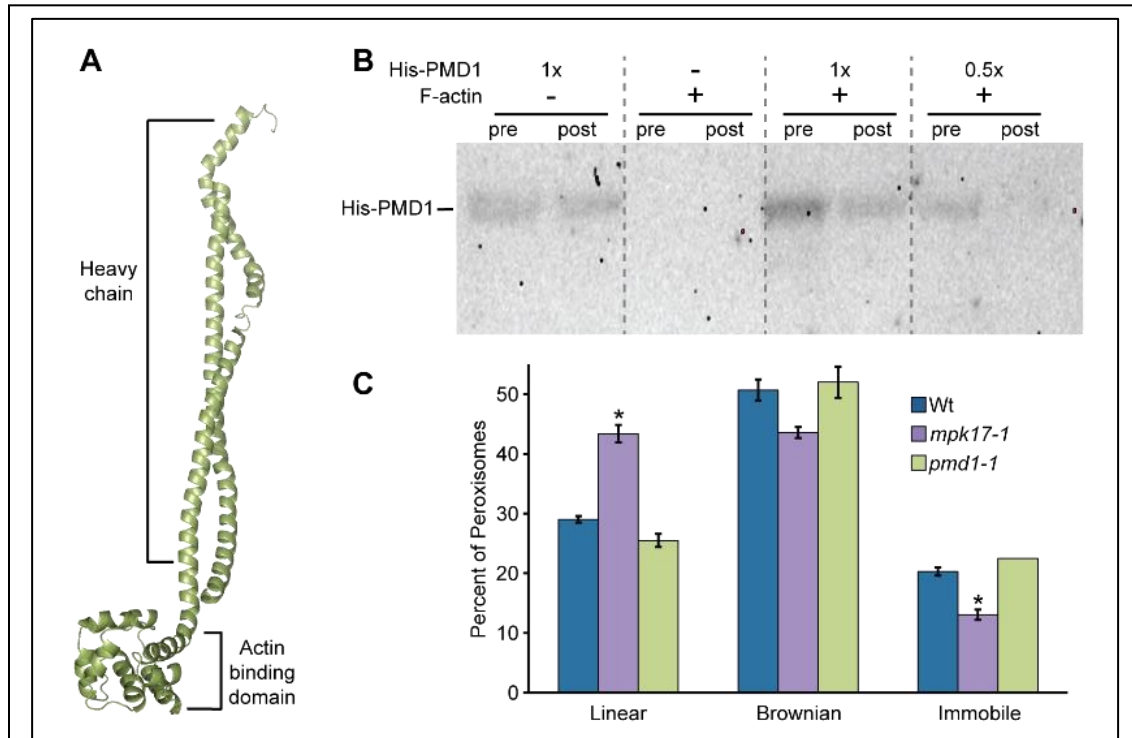 A
Heavy
chain
Actin
binding
domain
B
His-PMD1 1x - 1x 0.5x
F-actin - + + +
pre post pre post pre post pre post
His-PMD1
C
Percent of Peroxisomes
50
40
30
20
10
0
* *
Wt
mpk17-1
pmd1-1
Linear Brownian Immobile